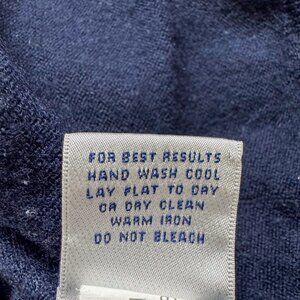 FOR BEST RESULTS
HAND WASH COOL
LAY FLAT TO DRY
OR DRY CLEAN
WARM IRON
DO NOT BLEACH